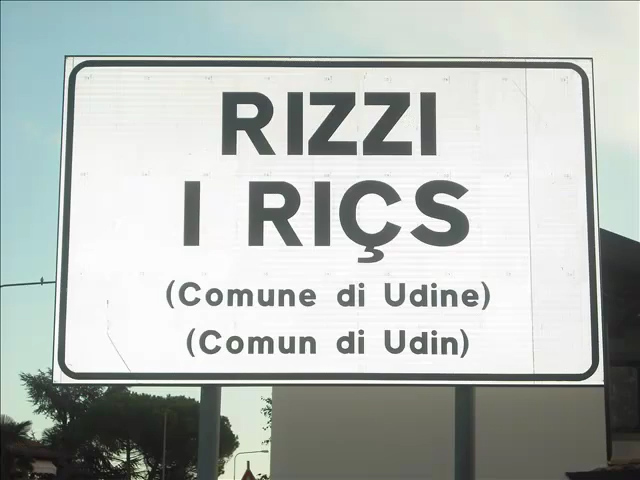 RIZZI
I RIÇS
(Comune di Udine)
(Comun di Udin)